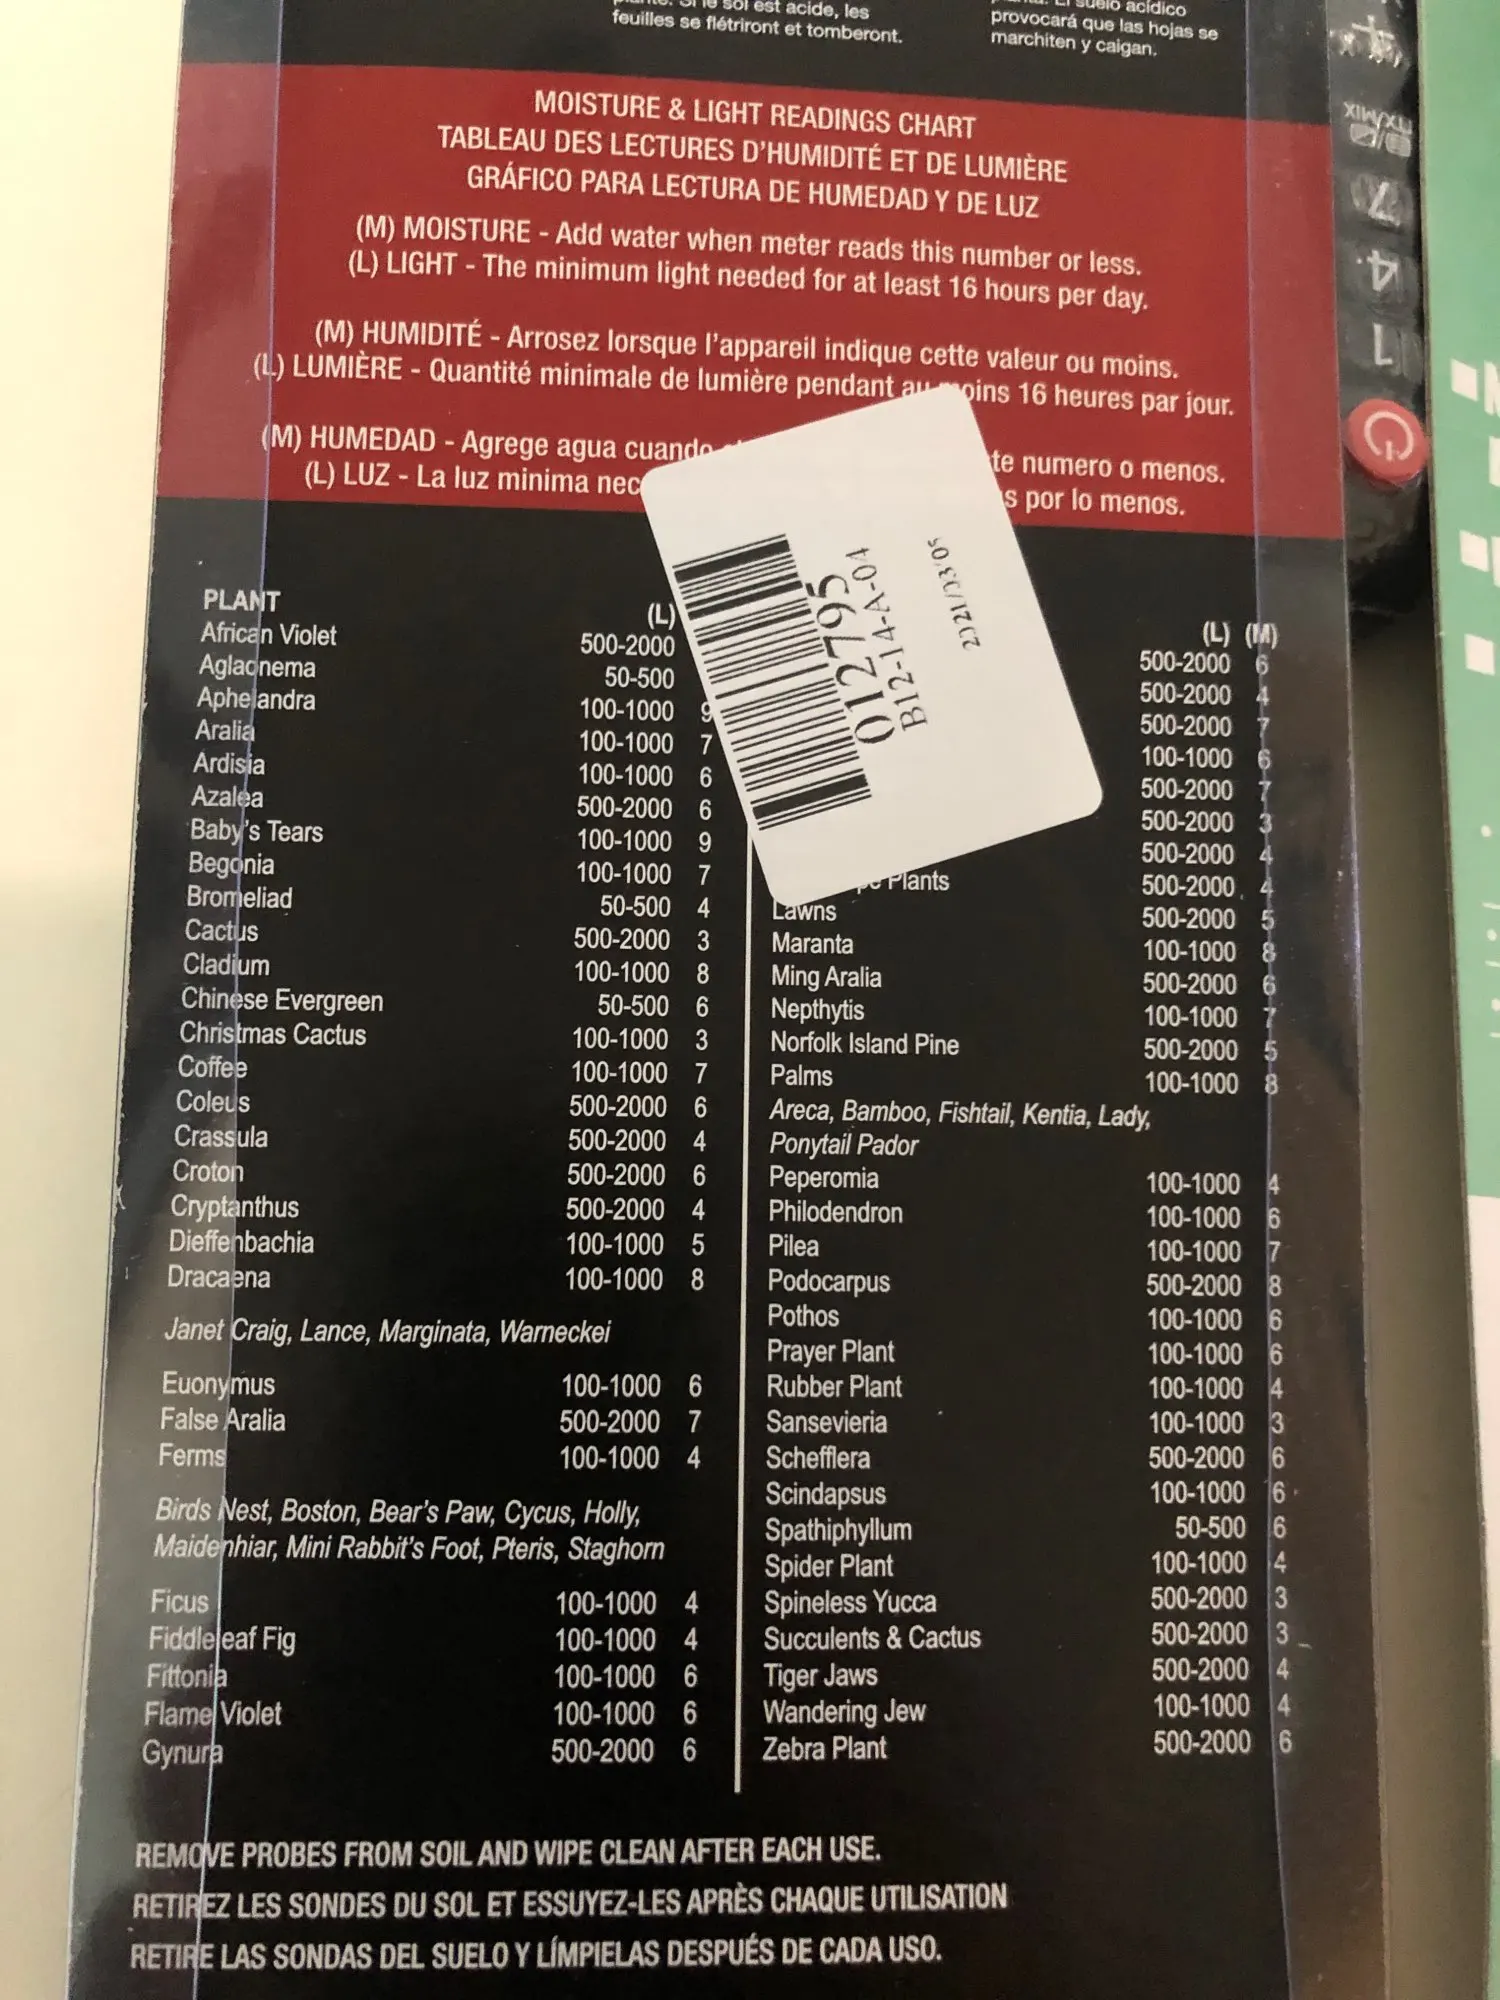 sol est acide, les
feuilles se flétriront et tomberont.
suelo acídico
provocará que las hojas se
marchiten y caigan.
MOISTURE & LIGHT READINGS CHART
TABLEAU DES LECTURES D'HUMIDITÉ ET DE LUMIÈRE
GRÁFICO PARA LECTURA DE HUMEDAD Y DE LUZ
(M) MOISTURE - Add water when meter reads this number or less.
(L) LIGHT - The minimum light needed for at least 16 hours per day.
(M) HUMIDITÉ - Arrosez lorsque l'appareil indique cette valeur ou moins.
(L) LUMIÈRE - Quantité minimale de lumière pendant au moins 16 heures par jour.
(M) HUMEDAD - Agrege agua cuando te numero o menos.
(L) LUZ - La luz minima nec s por lo menos.
PLANT (L)
African Violet 500-2000
Aglaonema 50-500
Aphelandra 100-1000 9
Aralia 100-1000 7
Ardisia 100-1000 6
Azalea 500-2000 6
Baby's Tears 100-1000 9
Begonia 100-1000 7
Bromeliad 50-500 4
Cactus 500-2000 3
Cladium 100-1000 8
Chinese Evergreen 50-500 6
Christmas Cactus 100-1000 3
Coffee 100-1000 7
Coleus 500-2000 6
Crassula 500-2000 4
Croton 500-2000 6
Cryptanthus 500-2000 4
Dieffenbachia 100-1000 5
Dracaena 100-1000 8
Janet Craig, Lance, Marginata, Warneckei
Euonymus 100-1000 6
False Aralia 500-2000 7
Ferms 100-1000 4
Birds Nest, Boston, Bear's Paw, Cycus, Holly,
Maidenhiar, Mini Rabbit's Foot, Pteris, Staghorn
Ficus 100-1000 4
Fiddleleaf Fig 100-1000 4
Fittonia 100-1000 6
Flame Violet 100-1000 6
Gynura 500-2000 6
012795
B12-14-A-04
2021/03/05
(L) (M)
500-2000 6
500-2000 4
500-2000 7
100-1000 6
500-2000 7
500-2000 3
500-2000 4
Plants 500-2000 4
Lawns 500-2000 5
Maranta 100-1000 8
Ming Aralia 500-2000 6
Nepthytis 100-1000 7
Norfolk Island Pine 500-2000 5
Palms 100-1000 8
Areca, Bamboo, Fishtail, Kentia, Lady,
Ponytail Pador
Peperomia 100-1000 4
Philodendron 100-1000 6
Pilea 100-1000 7
Podocarpus 500-2000 8
Pothos 100-1000 6
Prayer Plant 100-1000 6
Rubber Plant 100-1000 4
Sansevieria 100-1000 3
Schefflera 500-2000 6
Scindapsus 100-1000 6
Spathiphyllum 50-500 6
Spider Plant 100-1000 4
Spineless Yucca 500-2000 3
Succulents & Cactus 500-2000 3
Tiger Jaws 500-2000 4
Wandering Jew 100-1000 4
Zebra Plant 500-2000 6
REMOVE PROBES FROM SOIL AND WIPE CLEAN AFTER EACH USE.
RETIREZ LES SONDES DU SOL ET ESSUYEZ-LES APRÈS CHAQUE UTILISATION
RETIRE LAS SONDAS DEL SUELO Y LÍMPIELAS DESPUÉS DE CADA USO.
ITX/MIX
7
4
1